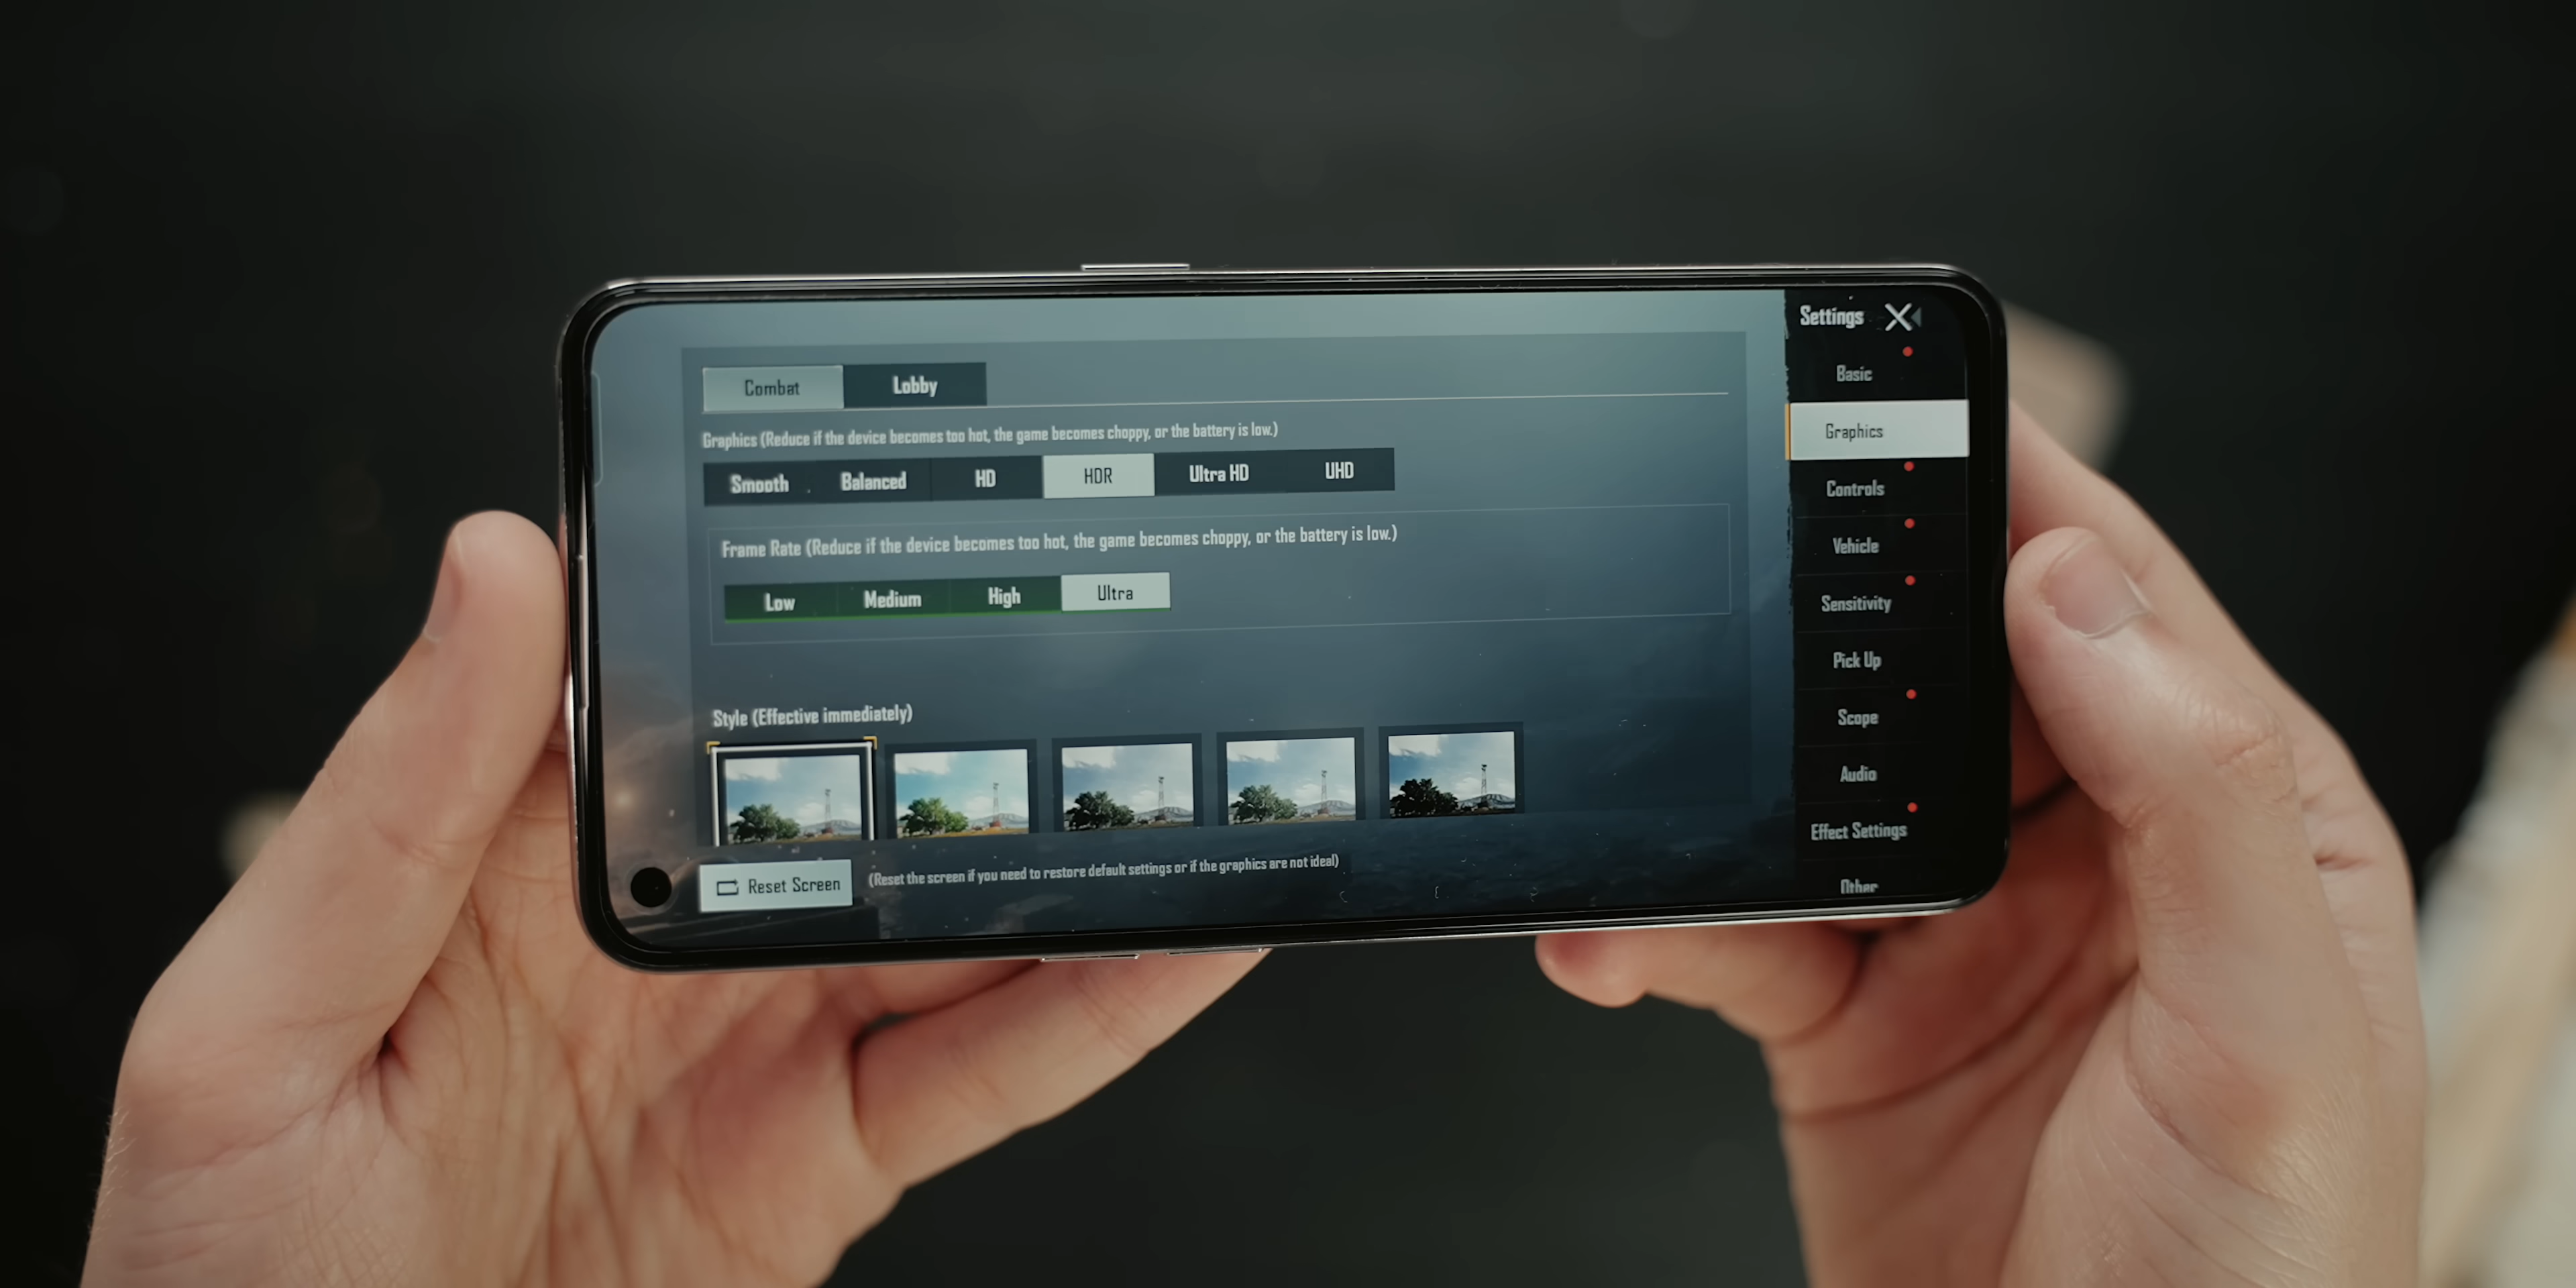 Combat Lobby
Graphics (Reduce if the device becomes too hot, the game becomes choppy, or the battery is low.)
Smooth Balanced HD HDR Ultra HD UHD
Frame Rate (Reduce if the device becomes too hot, the game becomes choppy, or the battery is low.)
Low Medium High Ultra
Style (Effective immediately)
Reset Screen (Reset the screen if you need to restore default settings or if the graphics are not ideal)
Settings
Basic
Graphics
Controls
Vehicle
Sensitivity
Pick Up
Scope
Audio
Effect Settings
Other